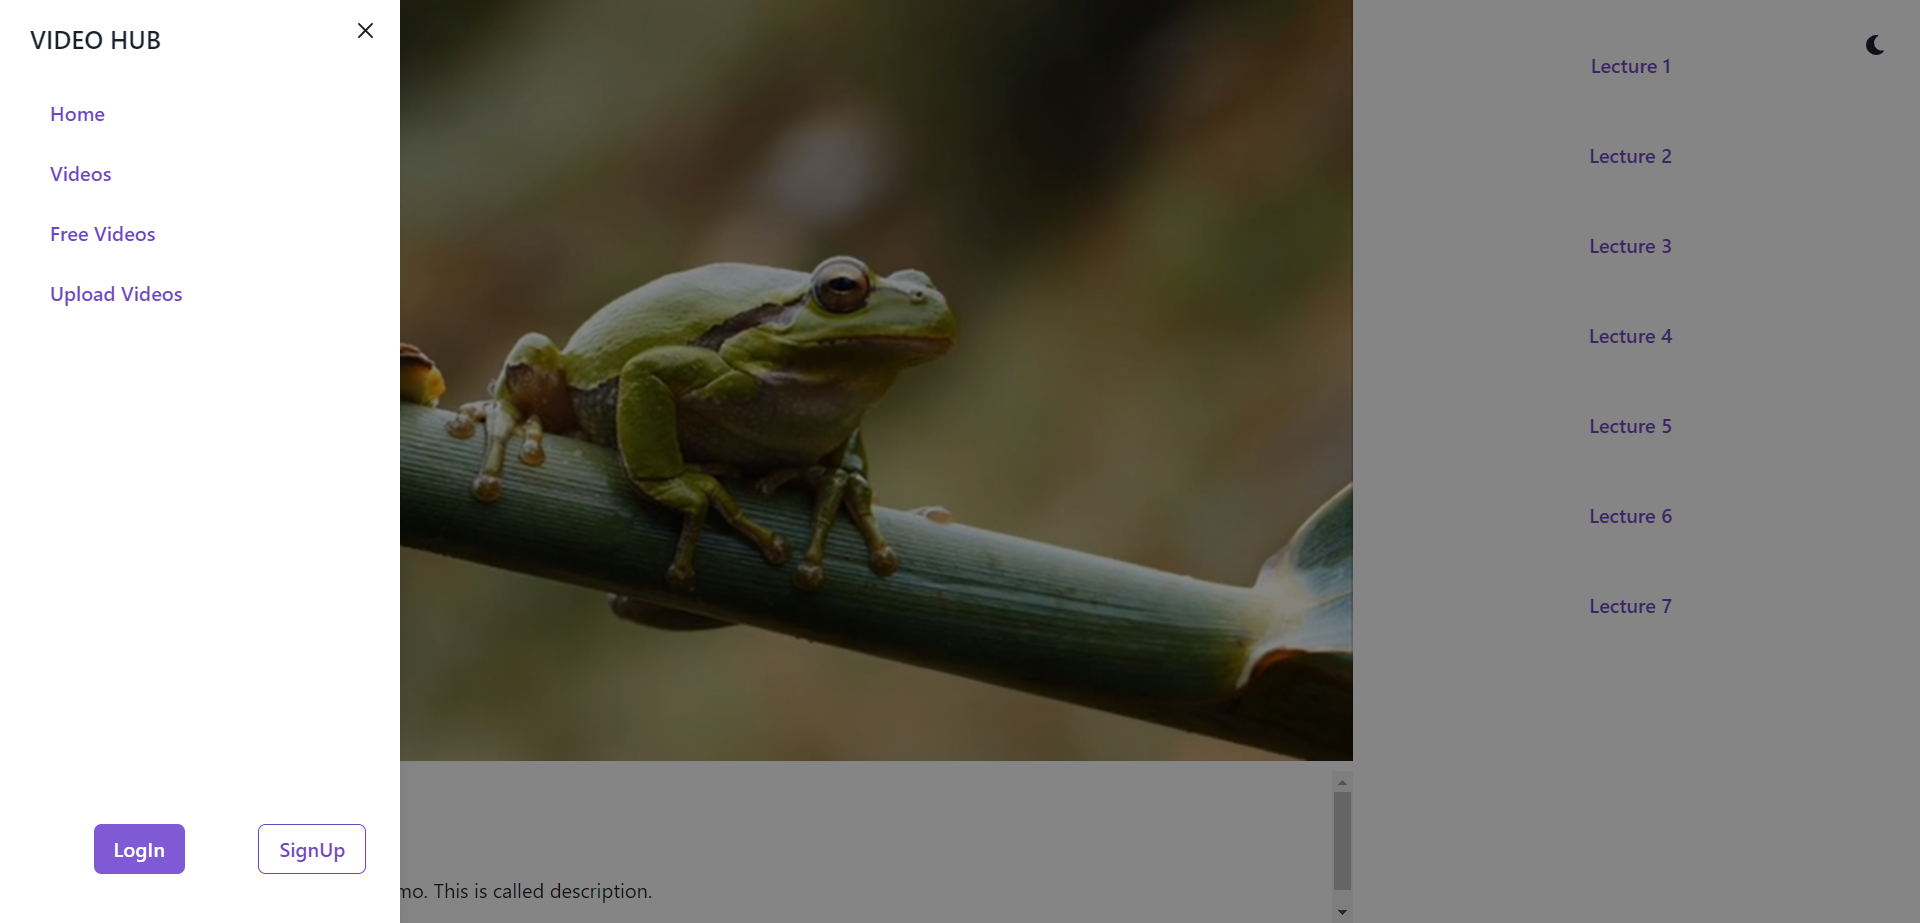 VIDEO HUB
Home
Videos
Free Videos
Upload Videos
LogIn
SignUp
This is called description.
Lecture 1
Lecture 2
Lecture 3
Lecture 4
Lecture 5
Lecture 6
Lecture 7